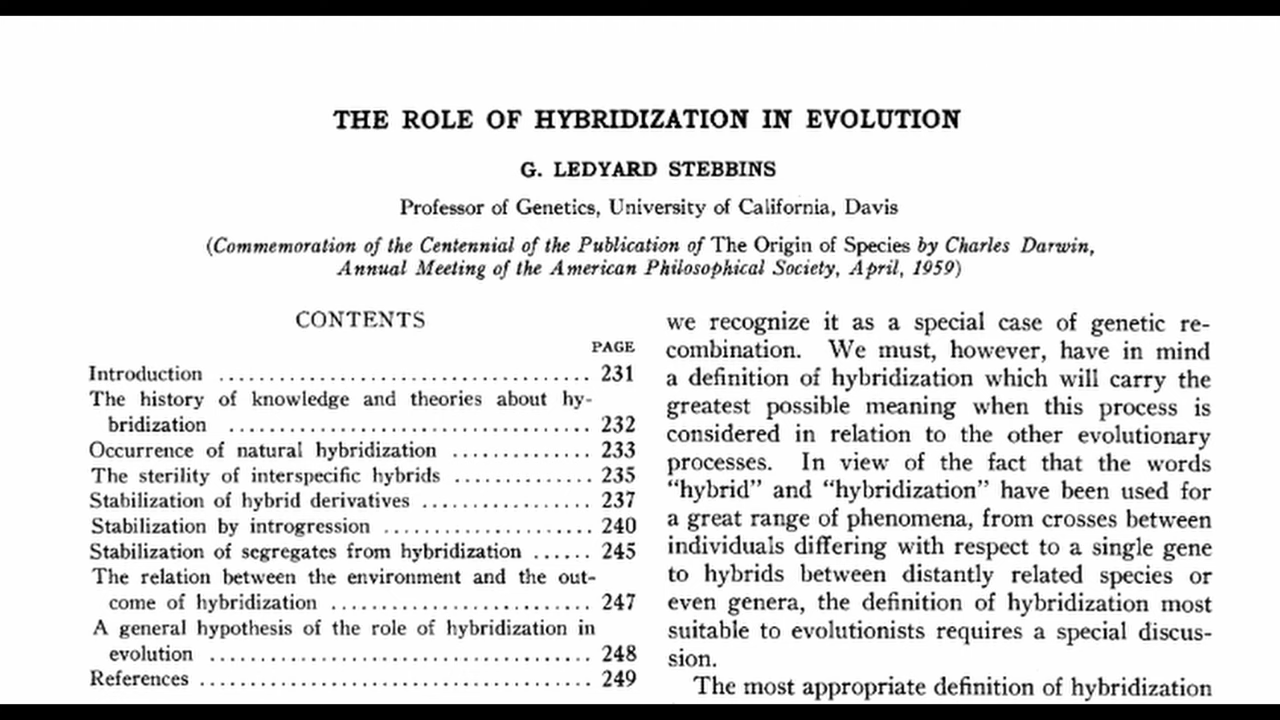 THE ROLE OF HYBRIDIZATION IN EVOLUTION
G. LEDYARD STEBBINS
Professor of Genetics, University of California, Davis
(Commemoration of the Centennial of the Publication of The Origin of Species by Charles Darwin,
Annual Meeting of the American Philosophical Society, April, 1959)
CONTENTS
PAGE
Introduction ..................................... 231
The history of knowledge and theories about hy-
bridization .................................... 232
Occurrence of natural hybridization .............. 233
The sterility of interspecific hybrids .............. 235
Stabilization of hybrid derivatives ................. 237
Stabilization by introgression ..................... 240
Stabilization of segregates from hybridization ...... 245
The relation between the environment and the out-
come of hybridization .......................... 247
A general hypothesis of the role of hybridization in
evolution ...................................... 248
References ....................................... 249
we recognize it as a special case of genetic re-
combination. We must, however, have in mind
a definition of hybridization which will carry the
greatest possible meaning when this process is
considered in relation to the other evolutionary
processes. In view of the fact that the words
“hybrid” and “hybridization” have been used for
a great range of phenomena, from crosses between
individuals differing with respect to a single gene
to hybrids between distantly related species or
even genera, the definition of hybridization most
suitable to evolutionists requires a special discus-
sion.
The most appropriate definition of hybridization